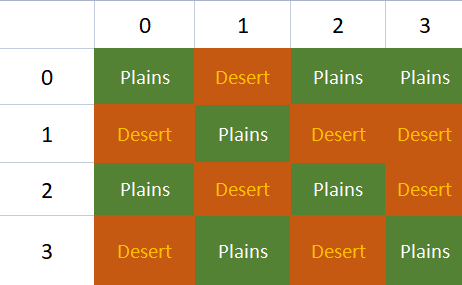 0 1 2 3
0 Plains Desert Plains Plains
1 Desert Plains Desert Desert
2 Plains Desert Plains Desert
3 Desert Plains Desert Plains